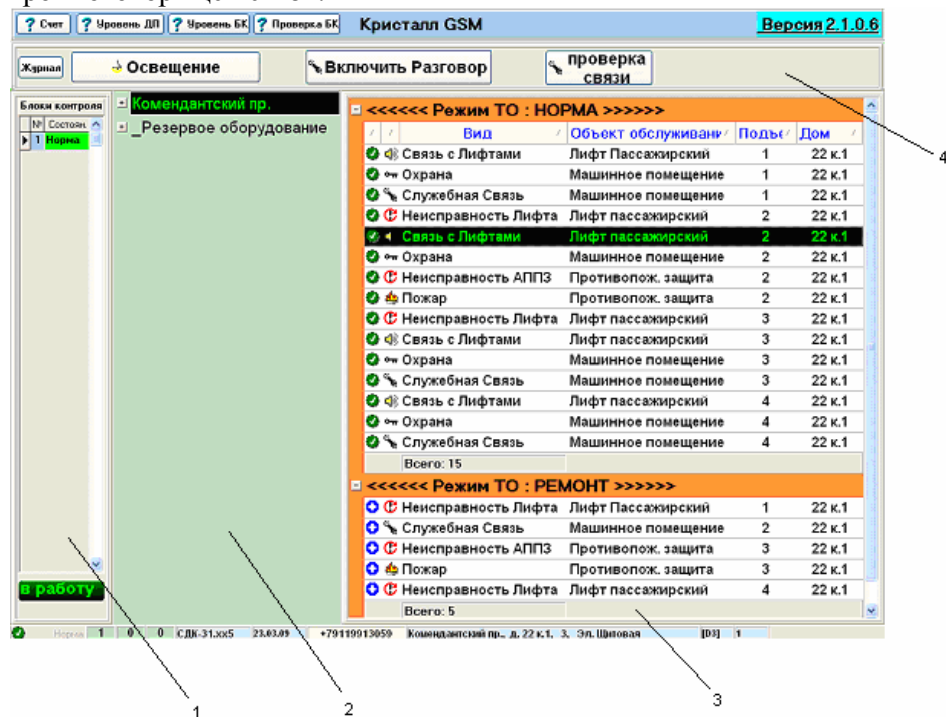 ? Счет ? Уровень ДП ? Уровень БК ? Проверка БК Кристалл GSM Версия 2.1.0.6
Журнал Освещение Включить Разговор проверка связи
4
Блоки контроля
№ Состоян.
1 Норма
в работу
Комендантский пр.
_Резервое оборудование
<<<<<< Режим ТО : НОРМА >>>>>>
Вид Объект обслуживани Подъе Дом
Связь с Лифтами Лифт Пассажирский 1 22 к.1
Охрана Машинное помещение 1 22 к.1
Служебная Связь Машинное помещение 1 22 к.1
Неисправность Лифта Лифт пассажирский 2 22 к.1
Связь с Лифтами Лифт пассажирский 2 22 к.1
Охрана Машинное помещение 2 22 к.1
Неисправность АППЗ Противопож. защита 2 22 к.1
Пожар Противопож. защита 2 22 к.1
Неисправность Лифта Лифт пассажирский 3 22 к.1
Связь с Лифтами Лифт пассажирский 3 22 к.1
Охрана Машинное помещение 3 22 к.1
Служебная Связь Машинное помещение 3 22 к.1
Связь с Лифтами Лифт пассажирский 4 22 к.1
Охрана Машинное помещение 4 22 к.1
Служебная Связь Машинное помещение 4 22 к.1
Всего: 15
<<<<<< Режим ТО : РЕМОНТ >>>>>>
Неисправность Лифта Лифт Пассажирский 1 22 к.1
Служебная Связь Машинное помещение 2 22 к.1
Неисправность АППЗ Противопож. защита 3 22 к.1
Пожар Противопож. защита 3 22 к.1
Неисправность Лифта Лифт пассажирский 4 22 к.1
Всего: 5
Норма 1 0 0 СДК-31.хх5 23.03.09 +79119913059 Комендантский пр., д. 22 к.1, 3, Эл. Щитовая [D3] 1
1 2 3